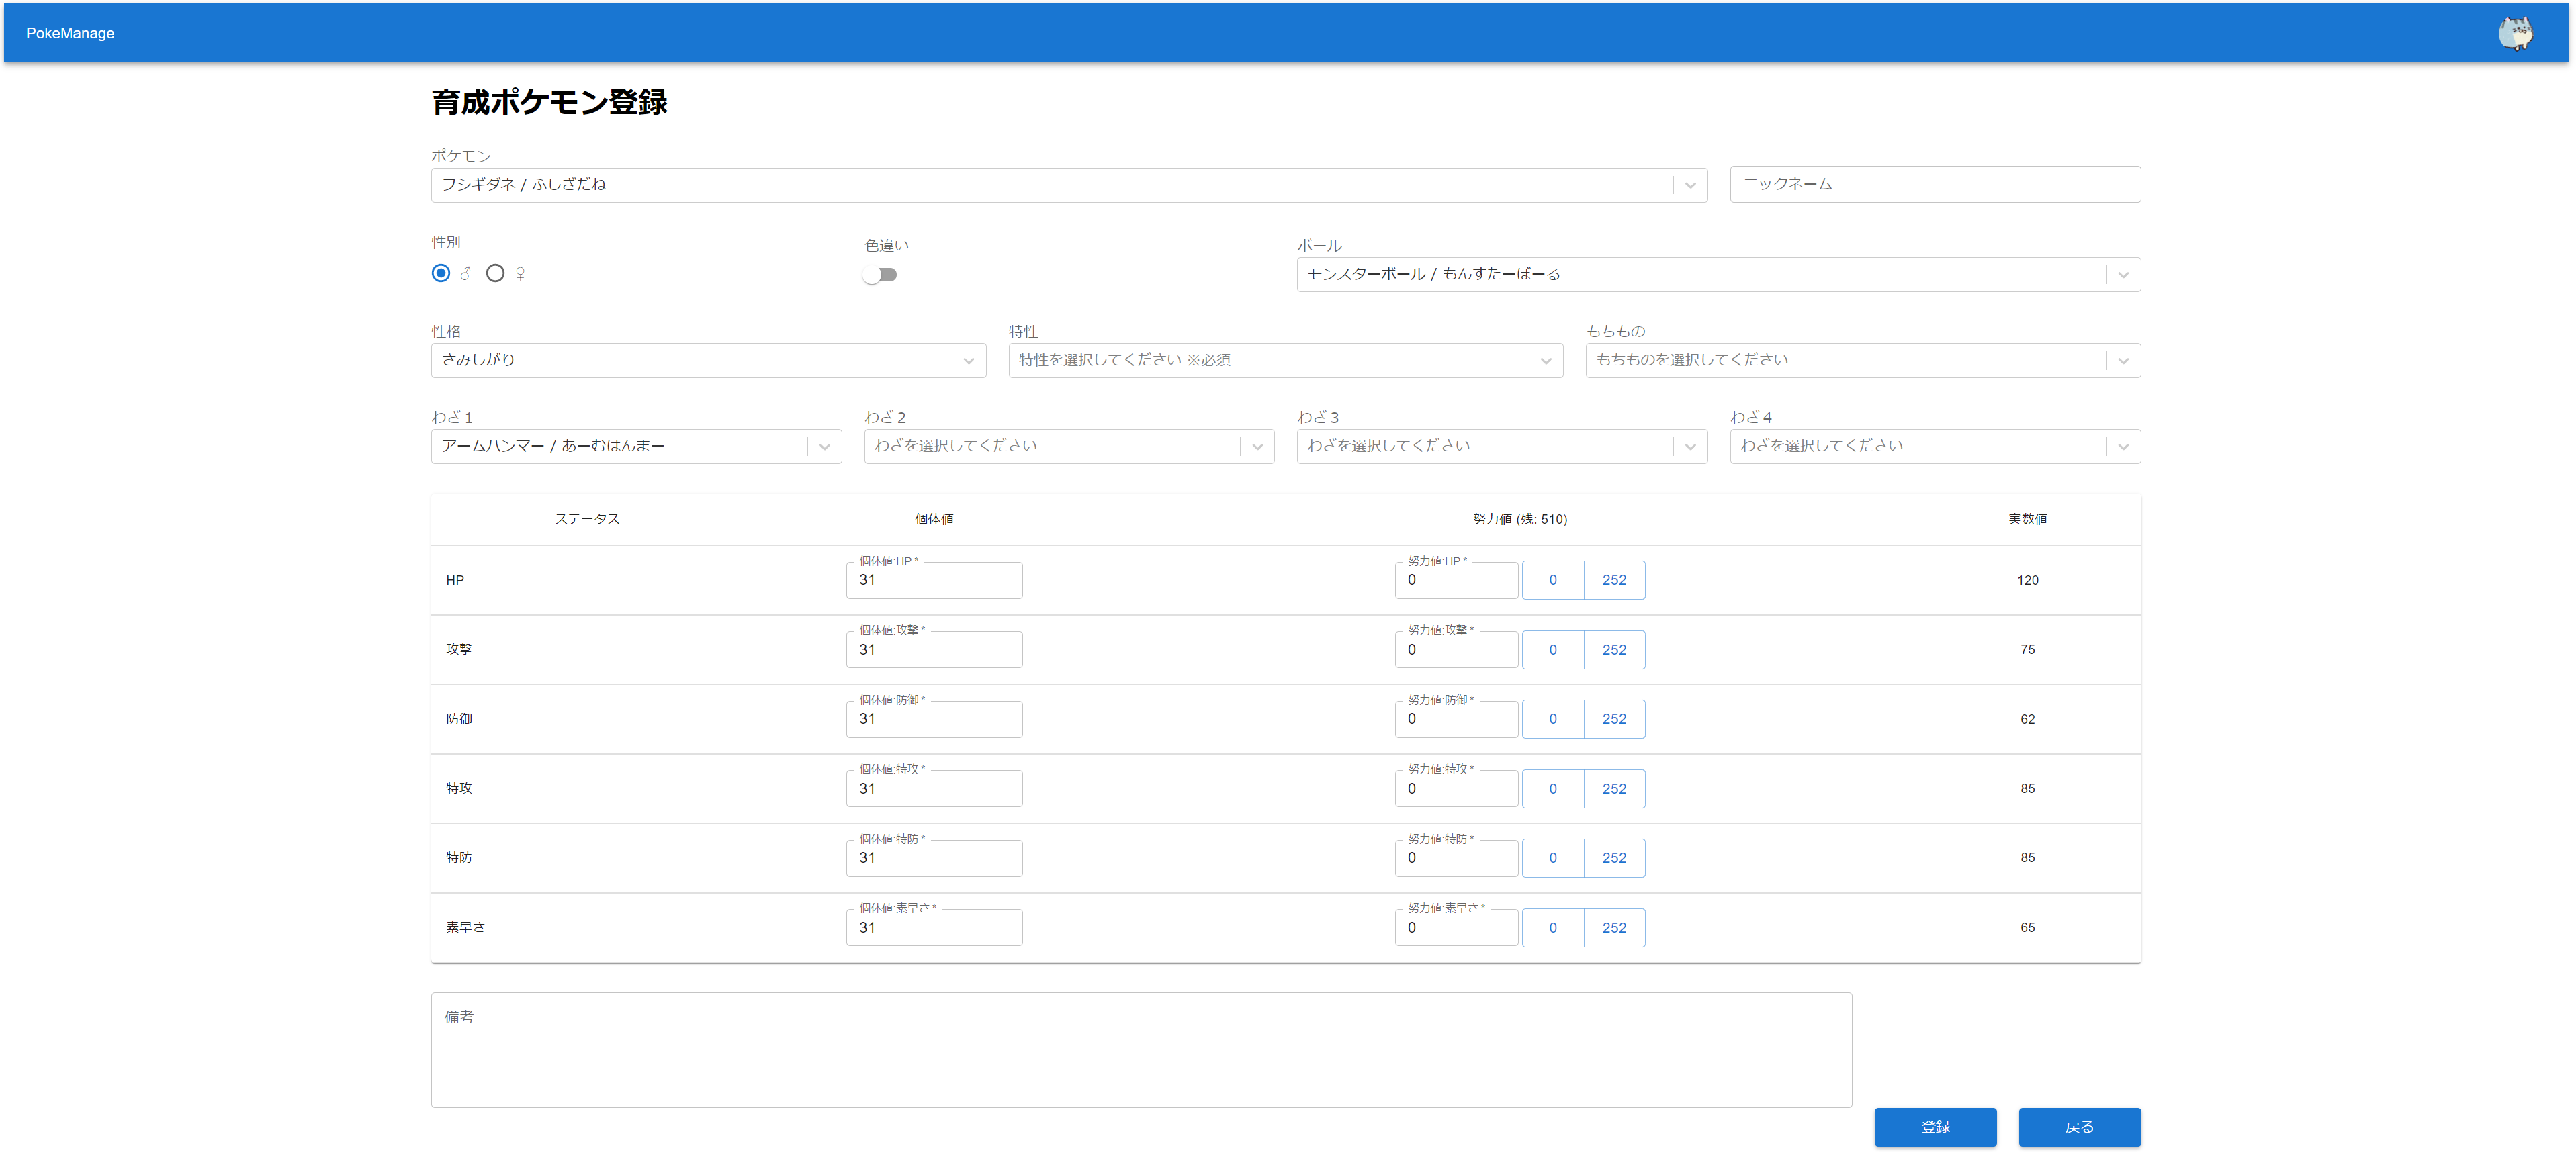 PokeManage
育成ポケモン登録
ポケモン
フシギダネ / ふしぎだね
ニックネーム
性別 色違い ボール
♂ ♀ モンスターボール / もんすたーぼーる
性格 特性 もちもの
さみしがり 特性を選択してください ※必須 もちものを選択してください
わざ１ わざ２ わざ３ わざ４
アームハンマー / あーむはんまー わざを選択してください わざを選択してください わざを選択してください
ステータス 個体値 努力値 (残: 510) 実数値
個体値:HP * 努力値:HP *
HP 31 0 0 252 120
個体値:攻撃 * 努力値:攻撃 *
攻撃 31 0 0 252 75
個体値:防御 * 努力値:防御 *
防御 31 0 0 252 62
個体値:特攻 * 努力値:特攻 *
特攻 31 0 0 252 85
個体値:特防 * 努力値:特防 *
特防 31 0 0 252 85
個体値:素早さ * 努力値:素早さ *
素早さ 31 0 0 252 65
備考
登録 戻る